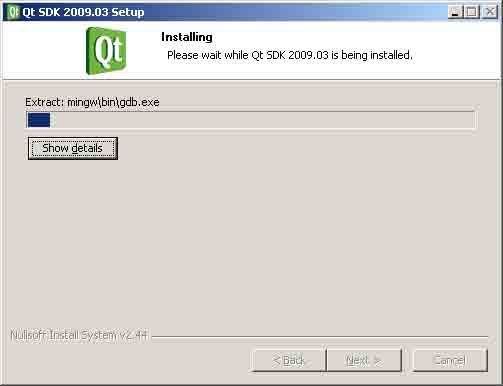 Qt SDK 2009.03 Setup
Qt
Installing
Please wait while Qt SDK 2009.03 is being installed.
Extract: mingw\bin\gdb.exe
Show details
Nullsoft Install System v2.44
< Back
Next >
Cancel